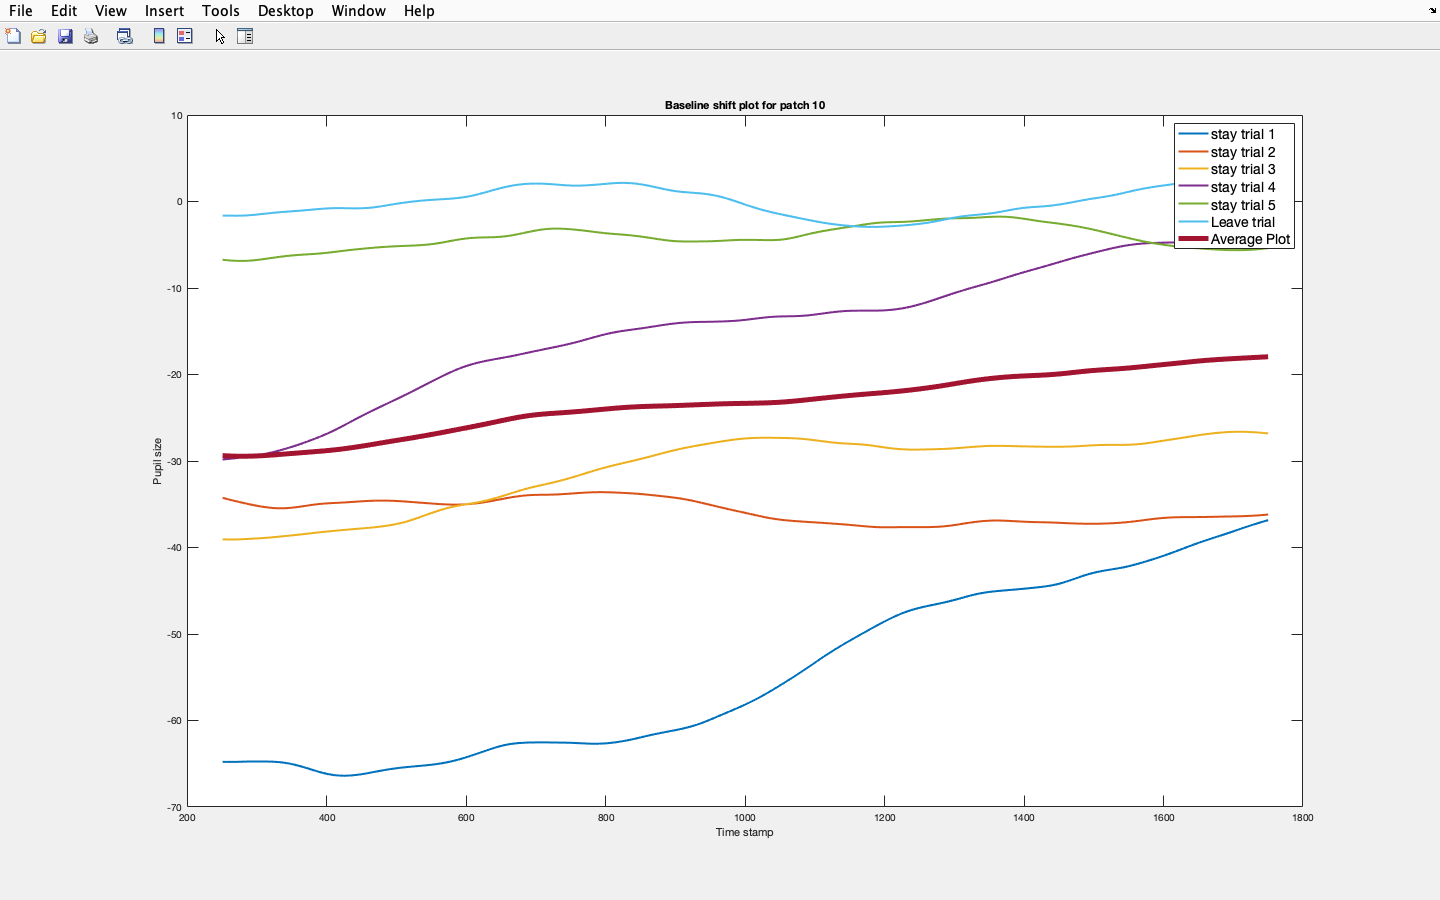 File Edit View Insert Tools Desktop Window Help
Baseline shift plot for patch 10
10
0
-10
-20
-30
-40
-50
-60
-70
Pupil size
200 400 600 800 1000 1200 1400 1600 1800
Time stamp
stay trial 1
stay trial 2
stay trial 3
stay trial 4
stay trial 5
Leave trial
Average Plot